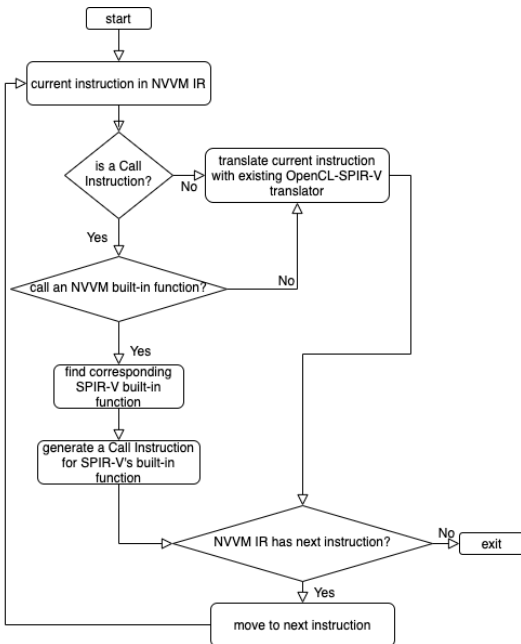 start
current instruction in NVVM IR
is a Call
Instruction?
No
translate current instruction
with existing OpenCL-SPIR-V
translator
Yes
call an NVVM built-in function?
No
Yes
find corresponding
SPIR-V built-in
function
generate a Call Instruction
for SPIR-V's built-in
function
NVVM IR has next instruction?
No
exit
Yes
move to next instruction